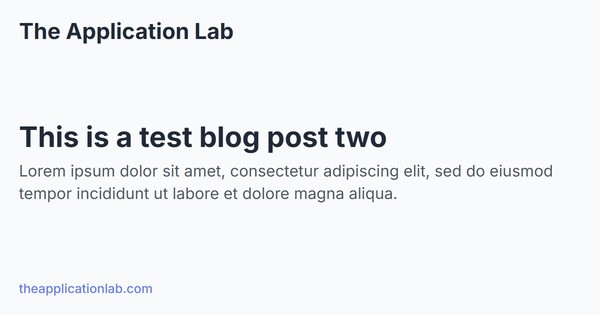 The Application Lab
This is a test blog post two
Lorem ipsum dolor sit amet, consectetur adipiscing elit, sed do eiusmod
tempor incididunt ut labore et dolore magna aliqua.
theapplicationlab.com